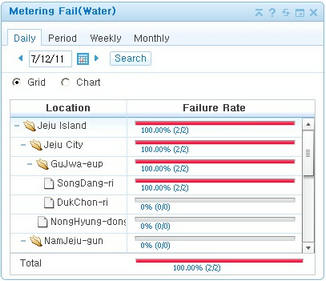 Metering Fail(Water)
Daily Period Weekly Monthly
7/12/11 Search
Grid Chart
Location Failure Rate
Jeju Island 100.00% (2/2)
Jeju City 100.00% (2/2)
GuJwa-eup 100.00% (2/2)
SongDang-ri 100.00% (2/2)
DukChon-ri 0% (0/0)
NongHyung-dong 0% (0/0)
NamJeju-gun 0% (0/0)
Total 100.00% (2/2)